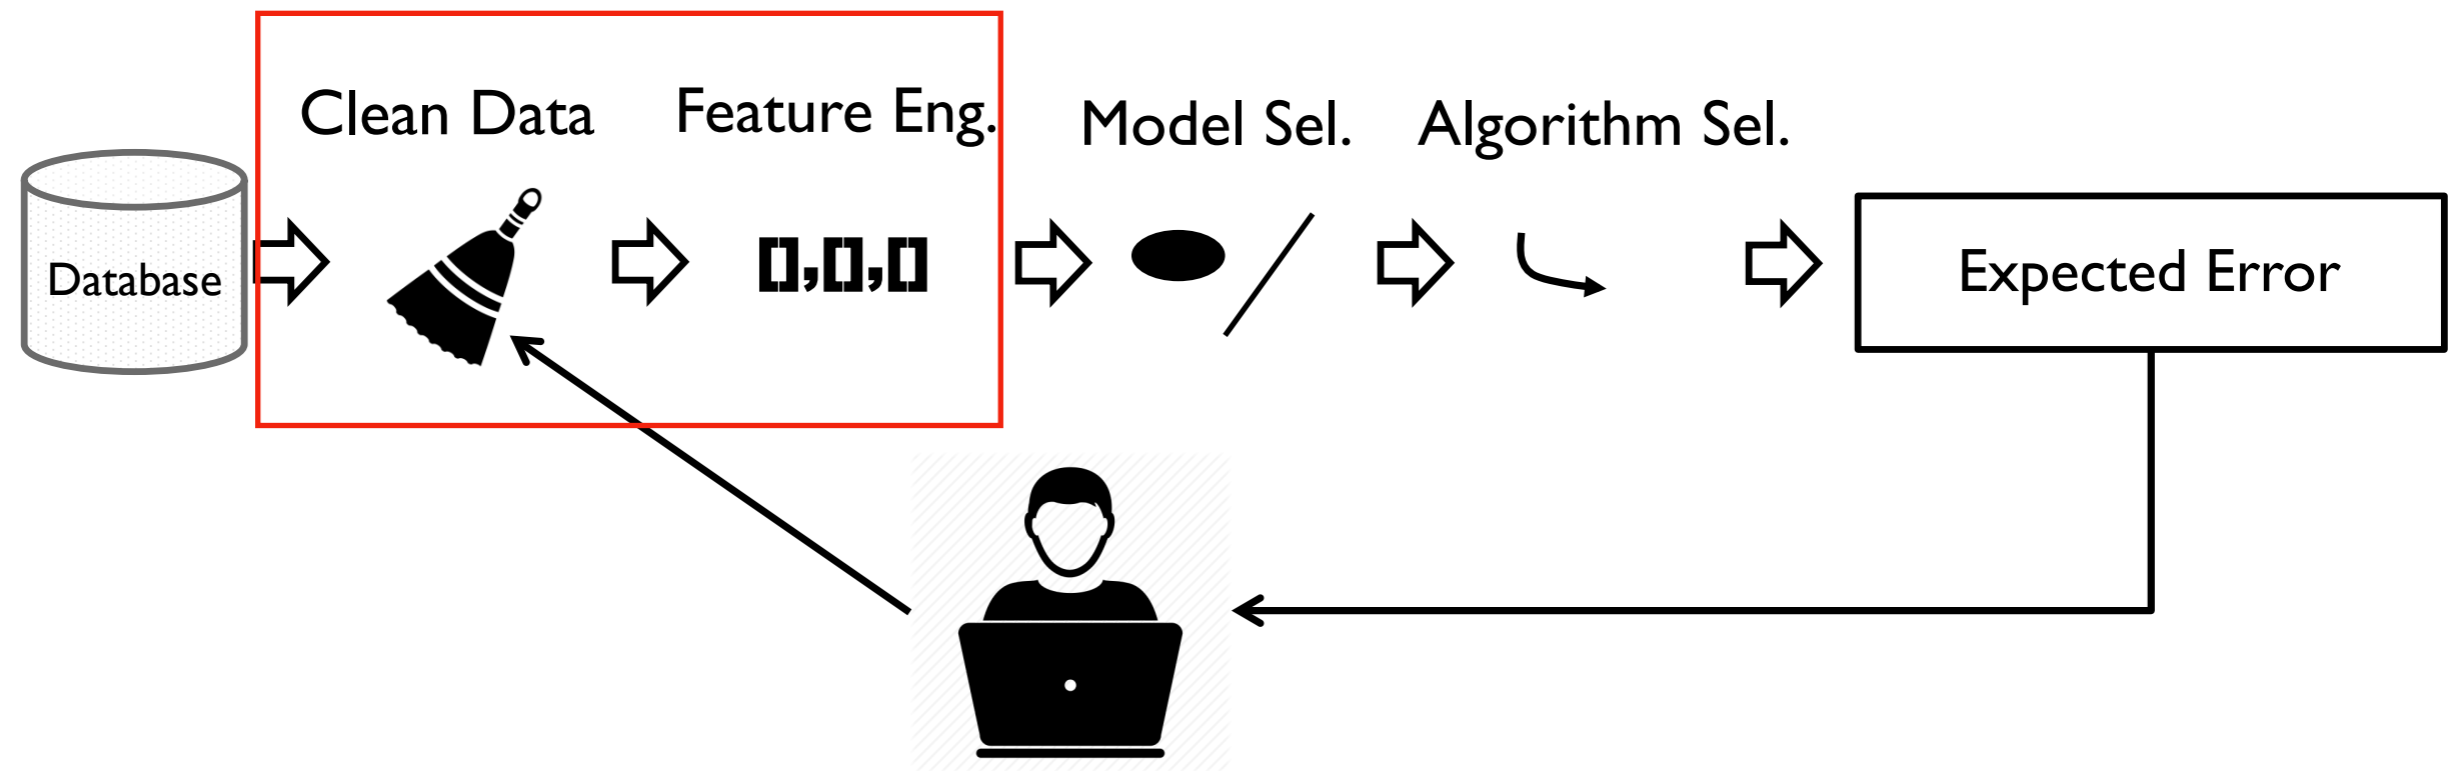 Clean Data
Feature Eng.
Model Sel.
Algorithm Sel.
Database
[],[],[]
Expected Error